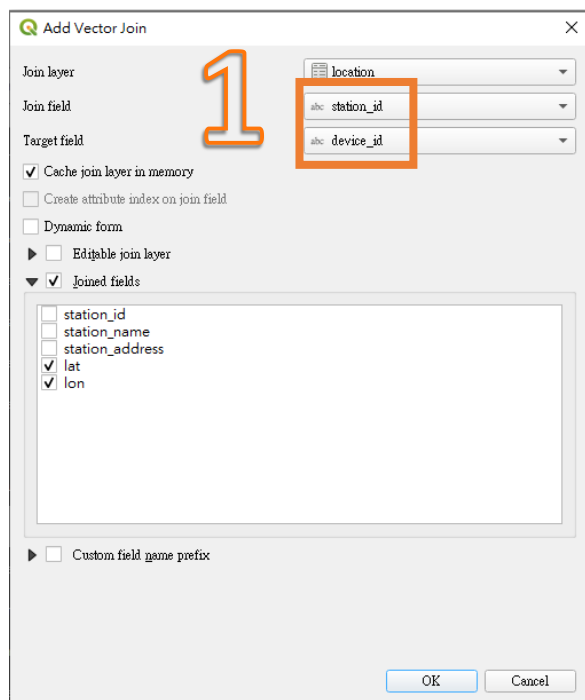 Add Vector Join
Join layer
location
1
Join field
abc station_id
Target field
abc device_id
Cache join layer in memory
Create attribute index on join field
Dynamic form
Editable join layer
Joined fields
station_id
station_name
station_address
lat
lon
Custom field name prefix
OK
Cancel